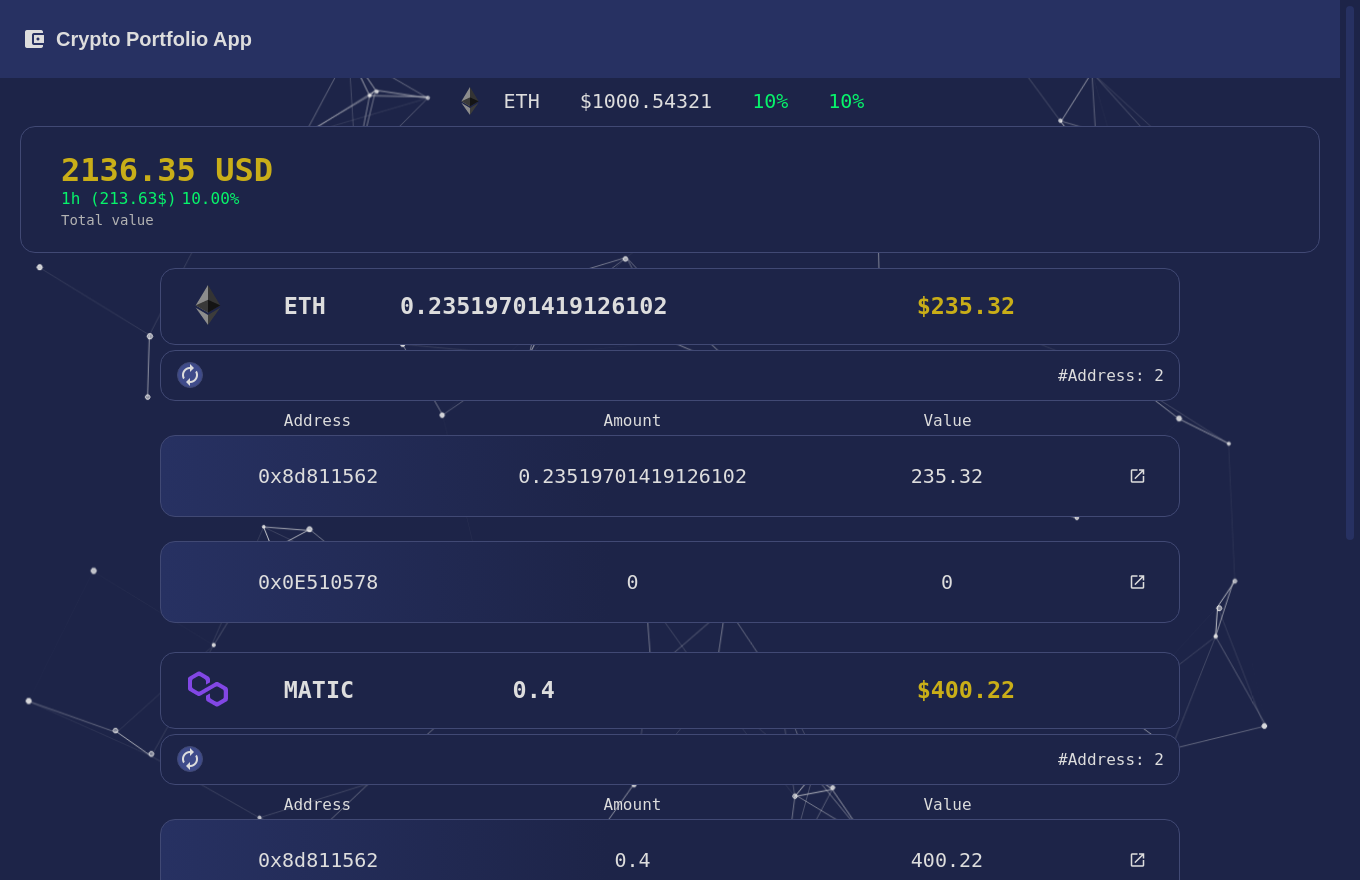 Crypto Portfolio App
ETH $1000.54321 10% 10%
2136.35 USD
1h (213.63$) 10.00%
Total value
ETH 0.23519701419126102 $235.32
#Address: 2
Address Amount Value
0x8d811562 0.23519701419126102 235.32
0x0E510578 0 0
MATIC 0.4 $400.22
#Address: 2
Address Amount Value
0x8d811562 0.4 400.22